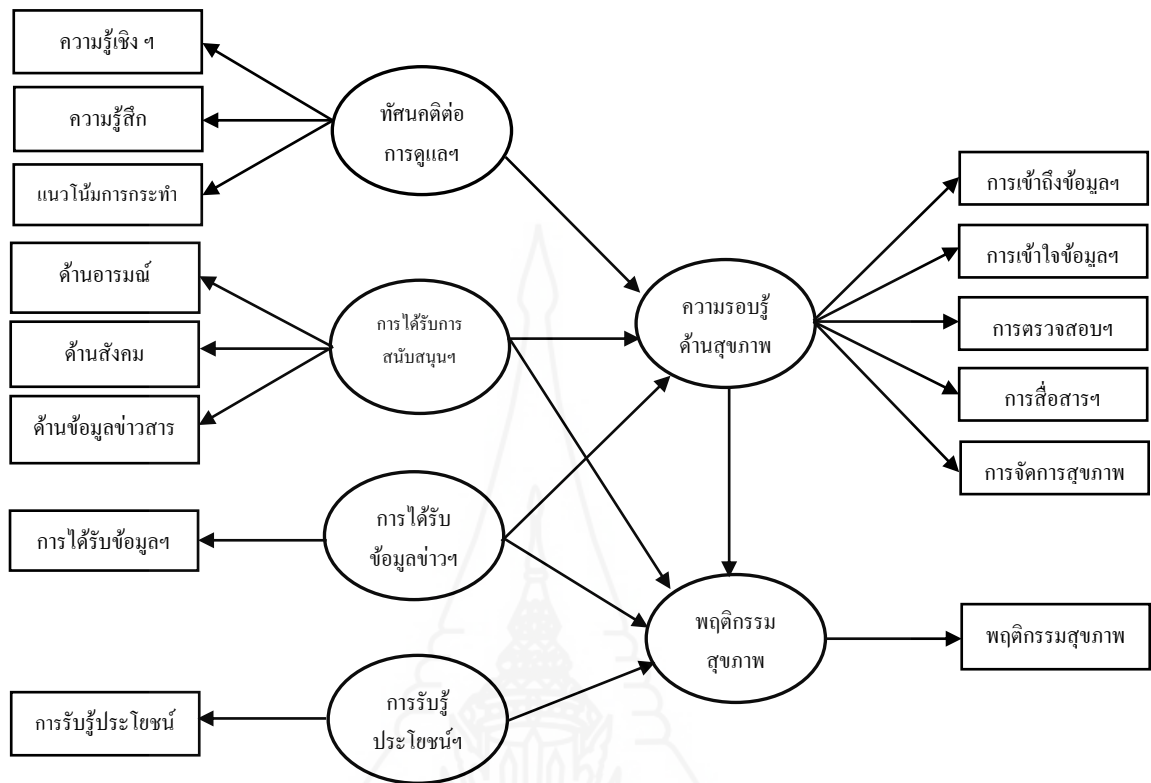 ความรู้เชิง ฯ
ความรู้สึก
แนวโน้มการกระทำ
ทัศนคติต่อ
การดูแลฯ
ด้านอารมณ์
ด้านสังคม
ด้านข้อมูลข่าวสาร
การได้รับการ
สนับสนุนฯ
การได้รับข้อมูลฯ
การได้รับ
ข้อมูลข่าวฯ
การรับรู้ประโยชน์
การรับรู้
ประโยชน์ฯ
ความรอบรู้
ด้านสุขภาพ
พฤติกรรม
สุขภาพ
การเข้าถึงข้อมูลฯ
การเข้าใจข้อมูลฯ
การตรวจสอบฯ
การสื่อสารฯ
การจัดการสุขภาพ
พฤติกรรมสุขภาพ